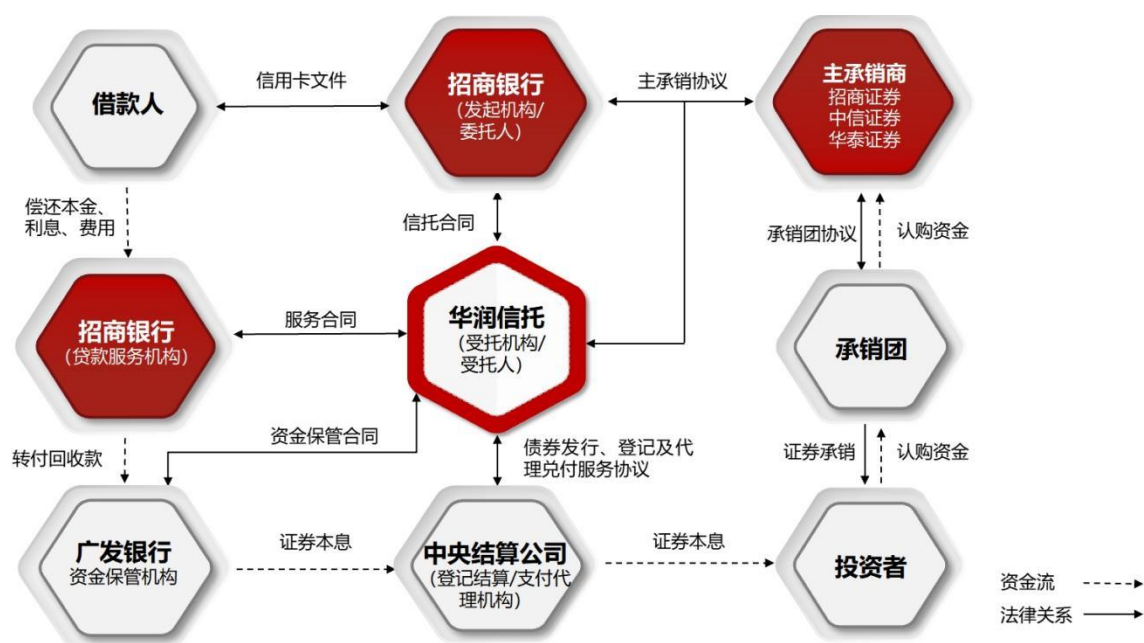 借款人
信用卡文件
招商银行
(发起机构/
委托人)
主承销协议
主承销商
招商证券
中信证券
华泰证券
偿还本金、
利息、费用
信托合同
承销团协议
认购资金
招商银行
(贷款服务机构)
服务合同
华润信托
(受托机构/
受托人)
承销团
转付回收款
资金保管合同
债券发行、登记及代
理兑付服务协议
证券承销
认购资金
广发银行
资金保管机构
证券本息
中央结算公司
(登记结算/支付代
理机构)
证券本息
投资者
资金流
法律关系